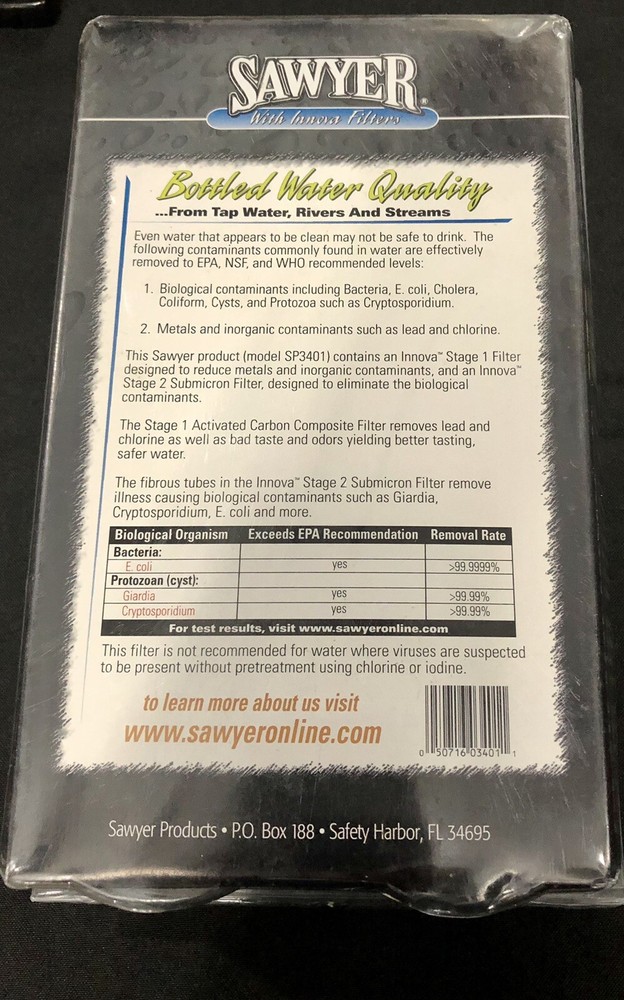 SAWYER®
With Innova Filters
Bottled Water Quality
...From Tap Water, Rivers And Streams
Even water that appears to be clean may not be safe to drink. The
following contaminants commonly found in water are effectively
removed to EPA, NSF, and WHO recommended levels:
1. Biological contaminants including Bacteria, E. coli, Cholera,
Coliform, Cysts, and Protozoa such as Cryptosporidium.
2. Metals and inorganic contaminants such as lead and chlorine.
This Sawyer product (model SP3401) contains an Innova™ Stage 1 Filter
designed to reduce metals and inorganic contaminants, and an Innova™
Stage 2 Submicron Filter, designed to eliminate the biological
contaminants.
The Stage 1 Activated Carbon Composite Filter removes lead and
chlorine as well as bad taste and odors yielding better tasting,
safer water.
The fibrous tubes in the Innova™ Stage 2 Submicron Filter remove
illness causing biological contaminants such as Giardia,
Cryptosporidium, E. coli and more.
Biological Organism Exceeds EPA Recommendation Removal Rate
Bacteria:
E. coli yes >99.9999%
Protozoan (cyst):
Giardia yes >99.99%
Cryptosporidium yes >99.99%
For test results, visit www.sawyeronline.com
This filter is not recommended for water where viruses are suspected
to be present without pretreatment using chlorine or iodine.
to learn more about us visit
www.sawyeronline.com
0 50716 03401 1
Sawyer Products • P.O. Box 188 • Safety Harbor, FL 34695